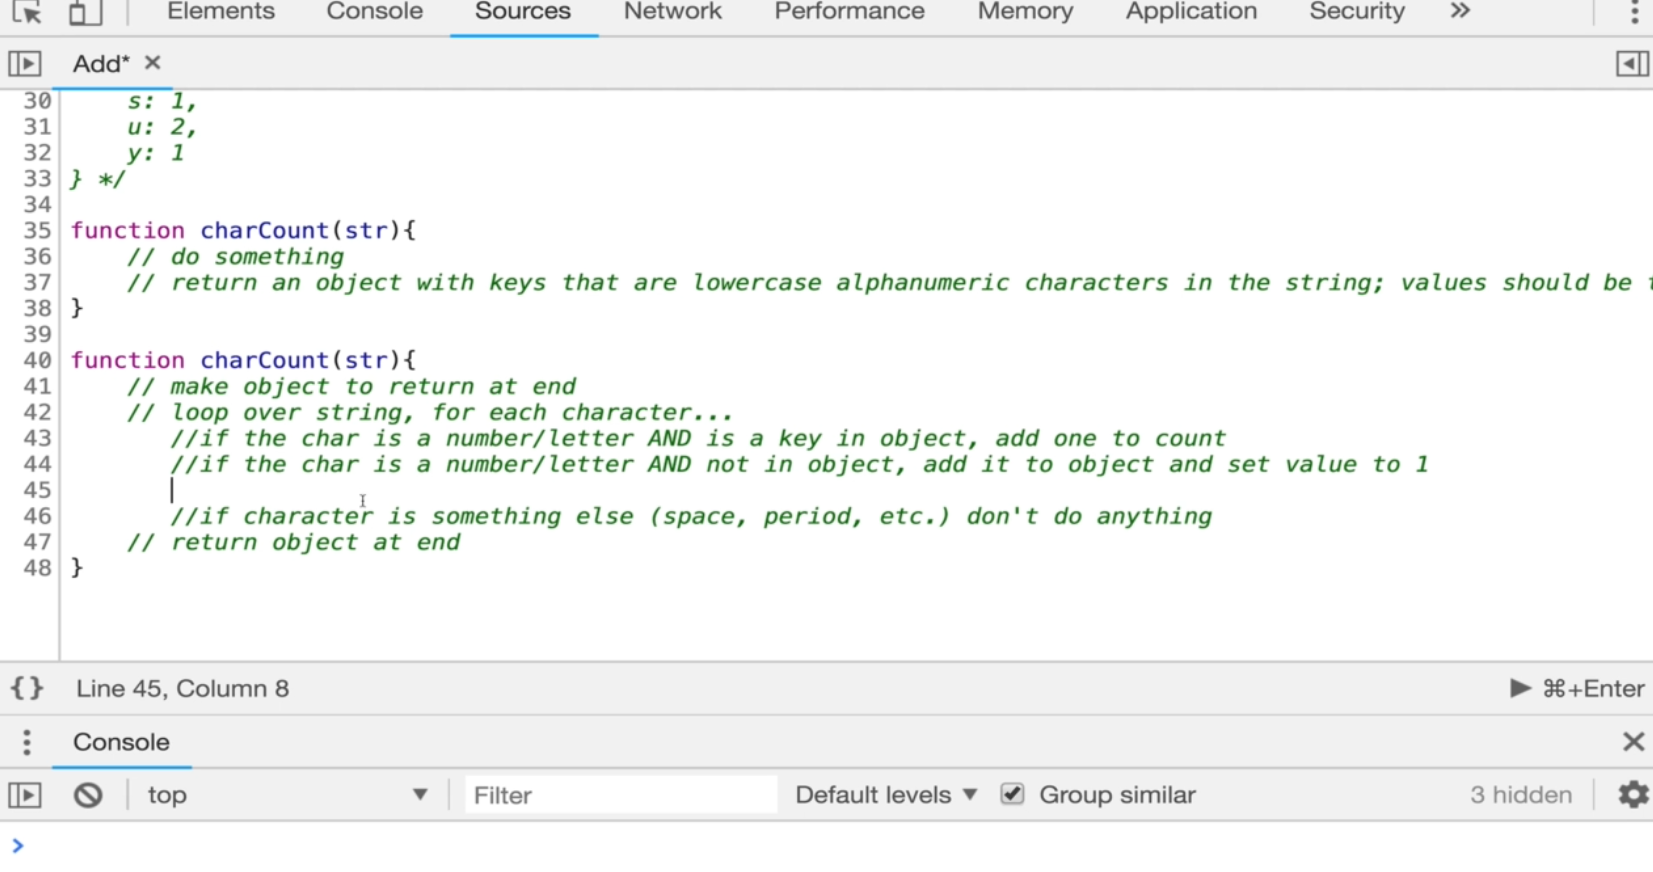 Elements Console Sources Network Performance Memory Application Security »
Add* ×
30 s: 1,
31 u: 2,
32 y: 1
33 } */
34
35 function charCount(str){
36 // do something
37 // return an object with keys that are lowercase alphanumeric characters in the string; values should be
38 }
39
40 function charCount(str){
41 // make object to return at end
42 // loop over string, for each character...
43 //if the char is a number/letter AND is a key in object, add one to count
44 //if the char is a number/letter AND not in object, add it to object and set value to 1
45
46 //if character is something else (space, period, etc.) don't do anything
47 // return object at end
48 }
{} Line 45, Column 8 ⌘+Enter
Console
top Filter Default levels Group similar 3 hidden
>